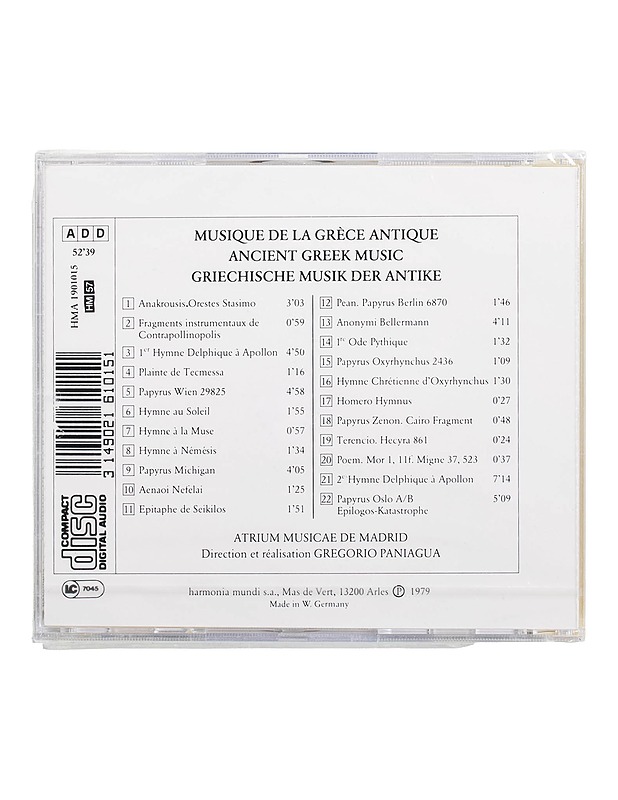 ADD
52'39
HMA 1901015
HM 57
3 149021 610151
COMPACT
disc
DIGITAL AUDIO
LC 7045
MUSIQUE DE LA GRÈCE ANTIQUE
ANCIENT GREEK MUSIC
GRIECHISCHE MUSIK DER ANTIKE
1 Anakrousis.Orestes Stasimo 3'03
2 Fragments instrumentaux de
Contrapollinopolis 0'59
3 1er Hymne Delphique à Apollon 4'50
4 Plainte de Tecmessa 1'16
5 Papyrus Wien 29825 4'58
6 Hymne au Soleil 1'55
7 Hymne à la Muse 0'57
8 Hymne à Némésis 1'34
9 Papyrus Michigan 4'05
10 Aenaoi Nefelai 1'25
11 Epitaphe de Seikilos 1'51
12 Pean. Papyrus Berlin 6870 1'46
13 Anonymi Bellermann 4'11
14 1re Ode Pythique 1'32
15 Papyrus Oxyrhynchus 2436 1'09
16 Hymne Chrétienne d'Oxyrhynchus 1'30
17 Homero Hymnus 0'27
18 Papyrus Zenon. Cairo Fragment 0'48
19 Terencio. Hecyra 861 0'24
20 Poem. Mor 1, 11f. Migne 37, 523 0'37
21 2e Hymne Delphique à Apollon 7'14
22 Papyrus Oslo A/B 5'09
Epilogos-Katastrophe
ATRIUM MUSICAE DE MADRID
Direction et réalisation GREGORIO PANIAGUA
harmonia mundi s.a., Mas de Vert, 13200 Arles Ⓟ 1979
Made in W. Germany